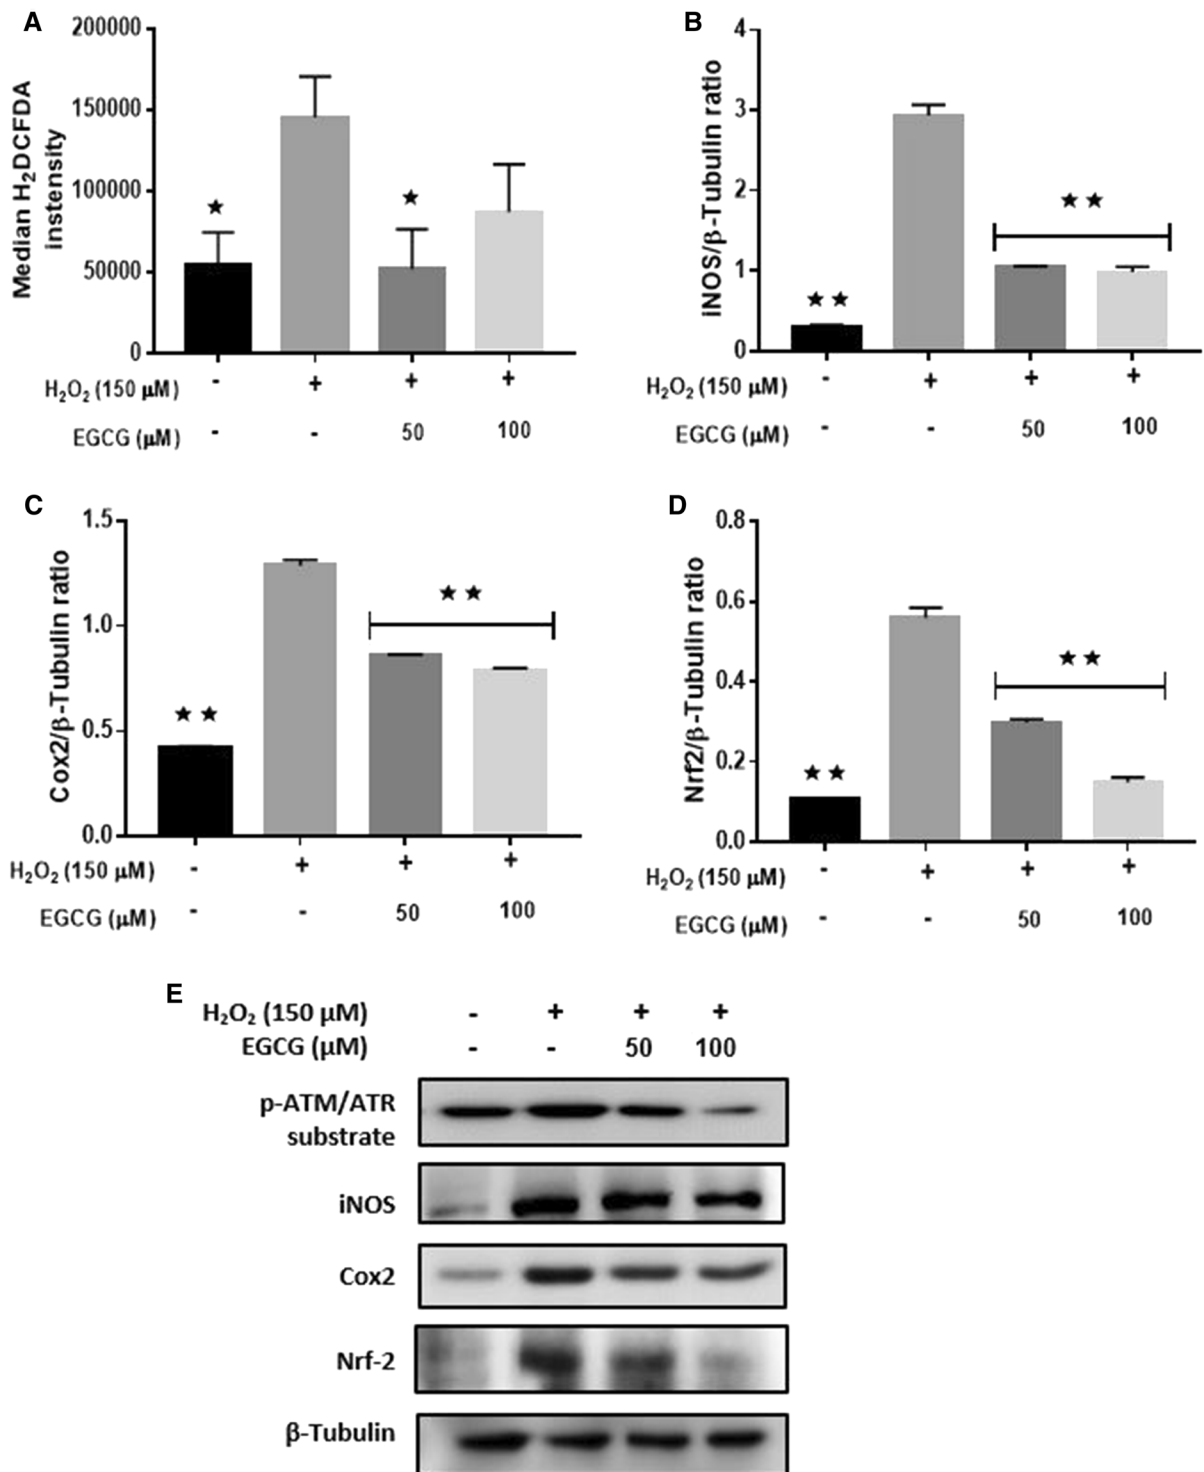 A
Median H₂DCFDA
instensity
200000
150000
100000
50000
0
★ ★
H₂O₂ (150 µM) - + + +
EGCG (µM) - - 50 100
B
iNOS/β-Tubulin ratio
4
3
2
1
0
★★ ★★
H₂O₂ (150 µM) - + + +
EGCG (µM) - - 50 100
C
Cox2/β-Tubulin ratio
1.5
1.0
0.5
0.0
★★ ★★
H₂O₂ (150 µM) - + + +
EGCG (µM) - - 50 100
D
Nrf2/β-Tubulin ratio
0.8
0.6
0.4
0.2
0.0
★★ ★★
H₂O₂ (150 µM) - + + +
EGCG (µM) - - 50 100
E
H₂O₂ (150 µM) - + + +
EGCG (µM) - - 50 100
p-ATM/ATR
substrate
iNOS
Cox2
Nrf-2
β-Tubulin